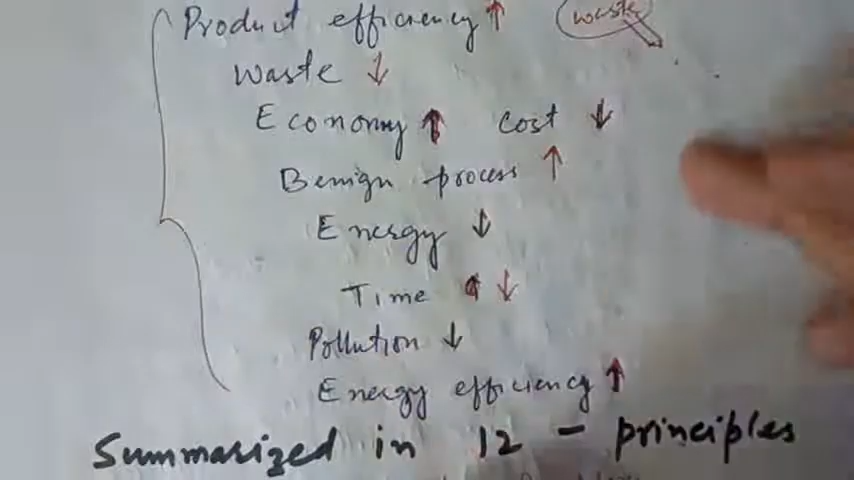 Product efficiency ↑ waste
Waste ↓
Economy ↑ Cost ↓
Benign process ↑
Energy ↓
Time ↓
Pollution ↓
Energy efficiency ↑
Summarized in 12 - principles